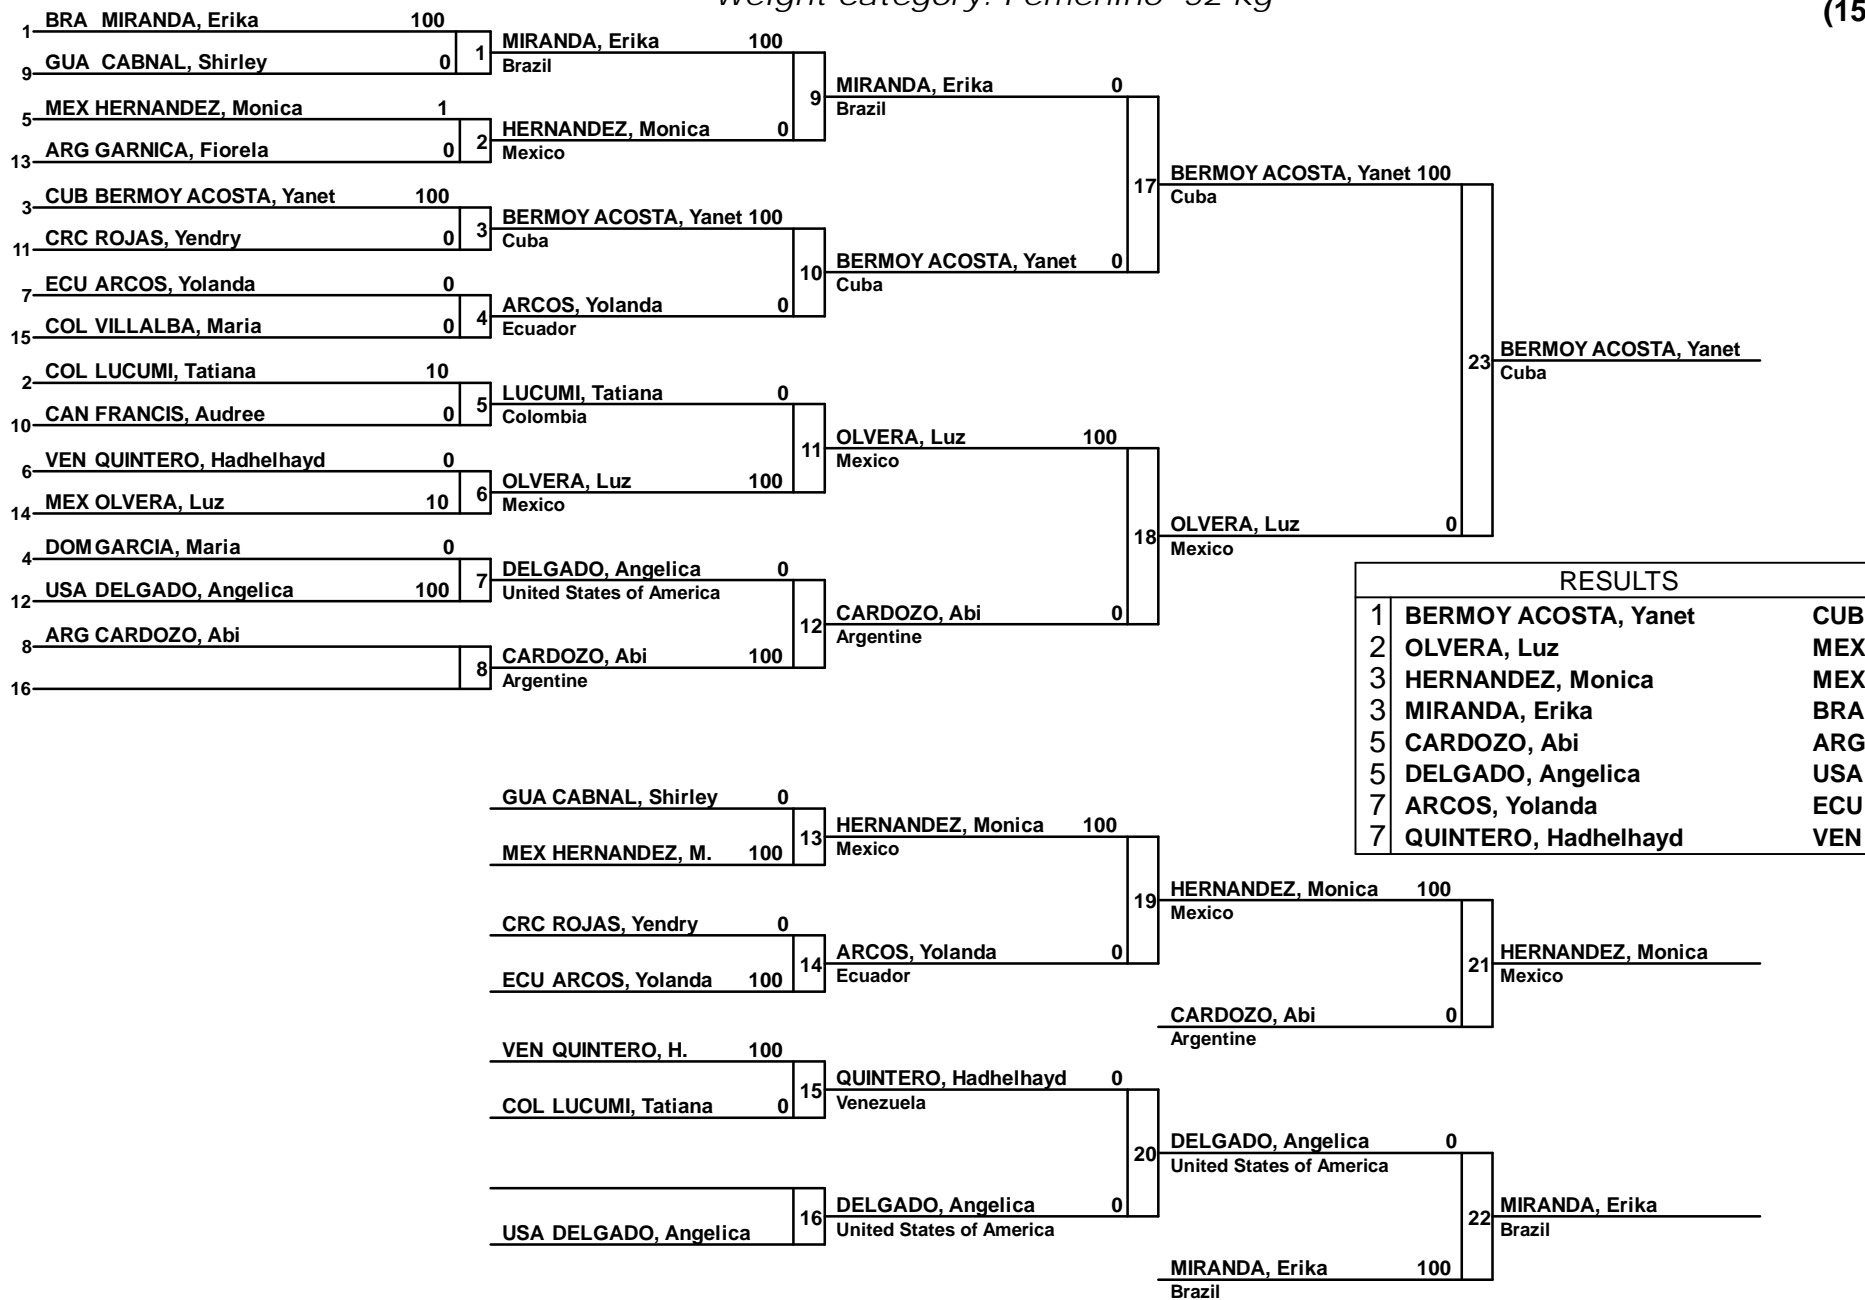 Weight category: Femenino -52 kg
(15
1 BRA MIRANDA, Erika 100
9 GUA CABNAL, Shirley 0
1
MIRANDA, Erika 100
Brazil
5 MEX HERNANDEZ, Monica 1
13 ARG GARNICA, Fiorela 0
2
HERNANDEZ, Monica 0
Mexico
9
MIRANDA, Erika 0
Brazil
3 CUB BERMOY ACOSTA, Yanet 100
11 CRC ROJAS, Yendry 0
3
BERMOY ACOSTA, Yanet 100
Cuba
7 ECU ARCOS, Yolanda 0
15 COL VILLALBA, Maria 0
4
ARCOS, Yolanda 0
Ecuador
10
BERMOY ACOSTA, Yanet 0
Cuba
17
BERMOY ACOSTA, Yanet 100
Cuba
2 COL LUCUMI, Tatiana 10
10 CAN FRANCIS, Audree 0
5
LUCUMI, Tatiana 0
Colombia
6 VEN QUINTERO, Hadhelhayd 0
14 MEX OLVERA, Luz 10
6
OLVERA, Luz 100
Mexico
11
OLVERA, Luz 100
Mexico
4 DOM GARCIA, Maria 0
12 USA DELGADO, Angelica 100
7
DELGADO, Angelica 0
United States of America
8 ARG CARDOZO, Abi
16
8
CARDOZO, Abi 100
Argentine
12
CARDOZO, Abi 0
Argentine
18
OLVERA, Luz 0
Mexico
23
BERMOY ACOSTA, Yanet
Cuba
RESULTS
1 BERMOY ACOSTA, Yanet CUB
2 OLVERA, Luz MEX
3 HERNANDEZ, Monica MEX
3 MIRANDA, Erika BRA
5 CARDOZO, Abi ARG
5 DELGADO, Angelica USA
7 ARCOS, Yolanda ECU
7 QUINTERO, Hadhelhayd VEN
GUA CABNAL, Shirley 0
MEX HERNANDEZ, M. 100
13
HERNANDEZ, Monica 100
Mexico
CRC ROJAS, Yendry 0
ECU ARCOS, Yolanda 100
14
ARCOS, Yolanda 0
Ecuador
19
HERNANDEZ, Monica 100
Mexico
CARDOZO, Abi 0
Argentine
21
HERNANDEZ, Monica
Mexico
VEN QUINTERO, H. 100
COL LUCUMI, Tatiana 0
15
QUINTERO, Hadhelhayd 0
Venezuela
USA DELGADO, Angelica
16
DELGADO, Angelica 0
United States of America
20
DELGADO, Angelica 0
United States of America
MIRANDA, Erika 100
Brazil
22
MIRANDA, Erika
Brazil